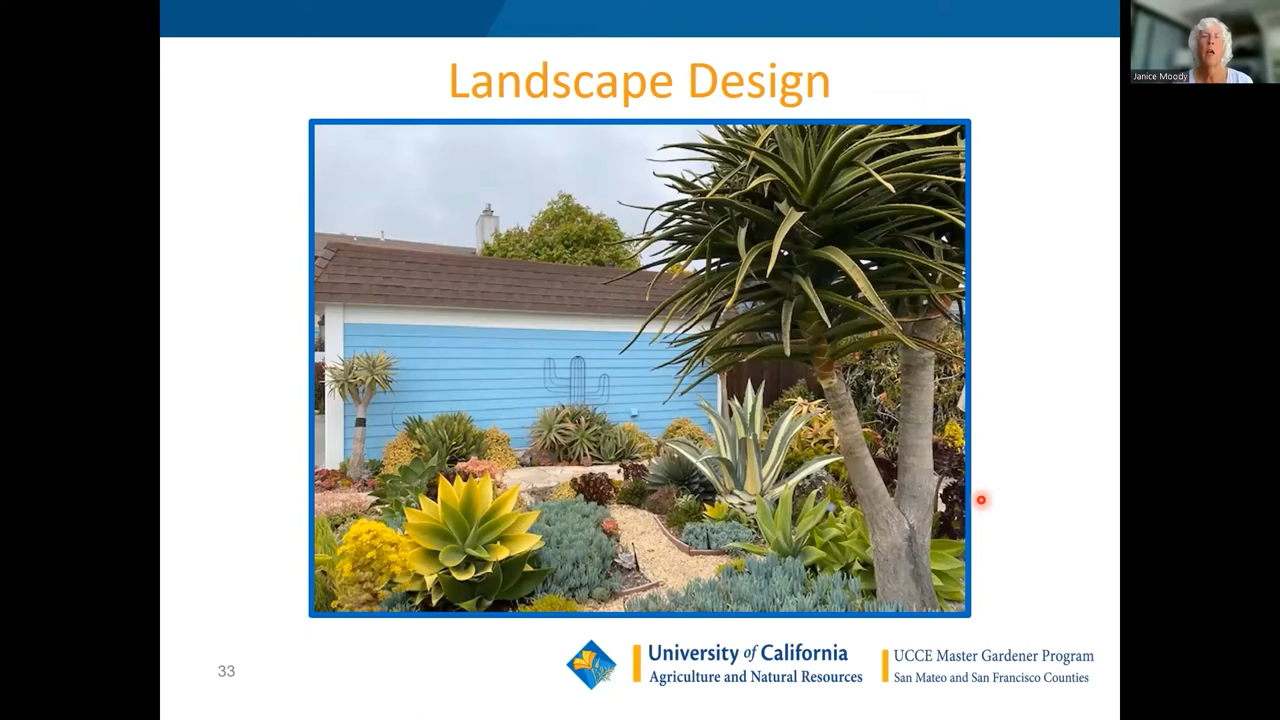 Landscape Design
Janice Moody
33
University of California
Agriculture and Natural Resources
UCCE Master Gardener Program
San Mateo and San Francisco Counties